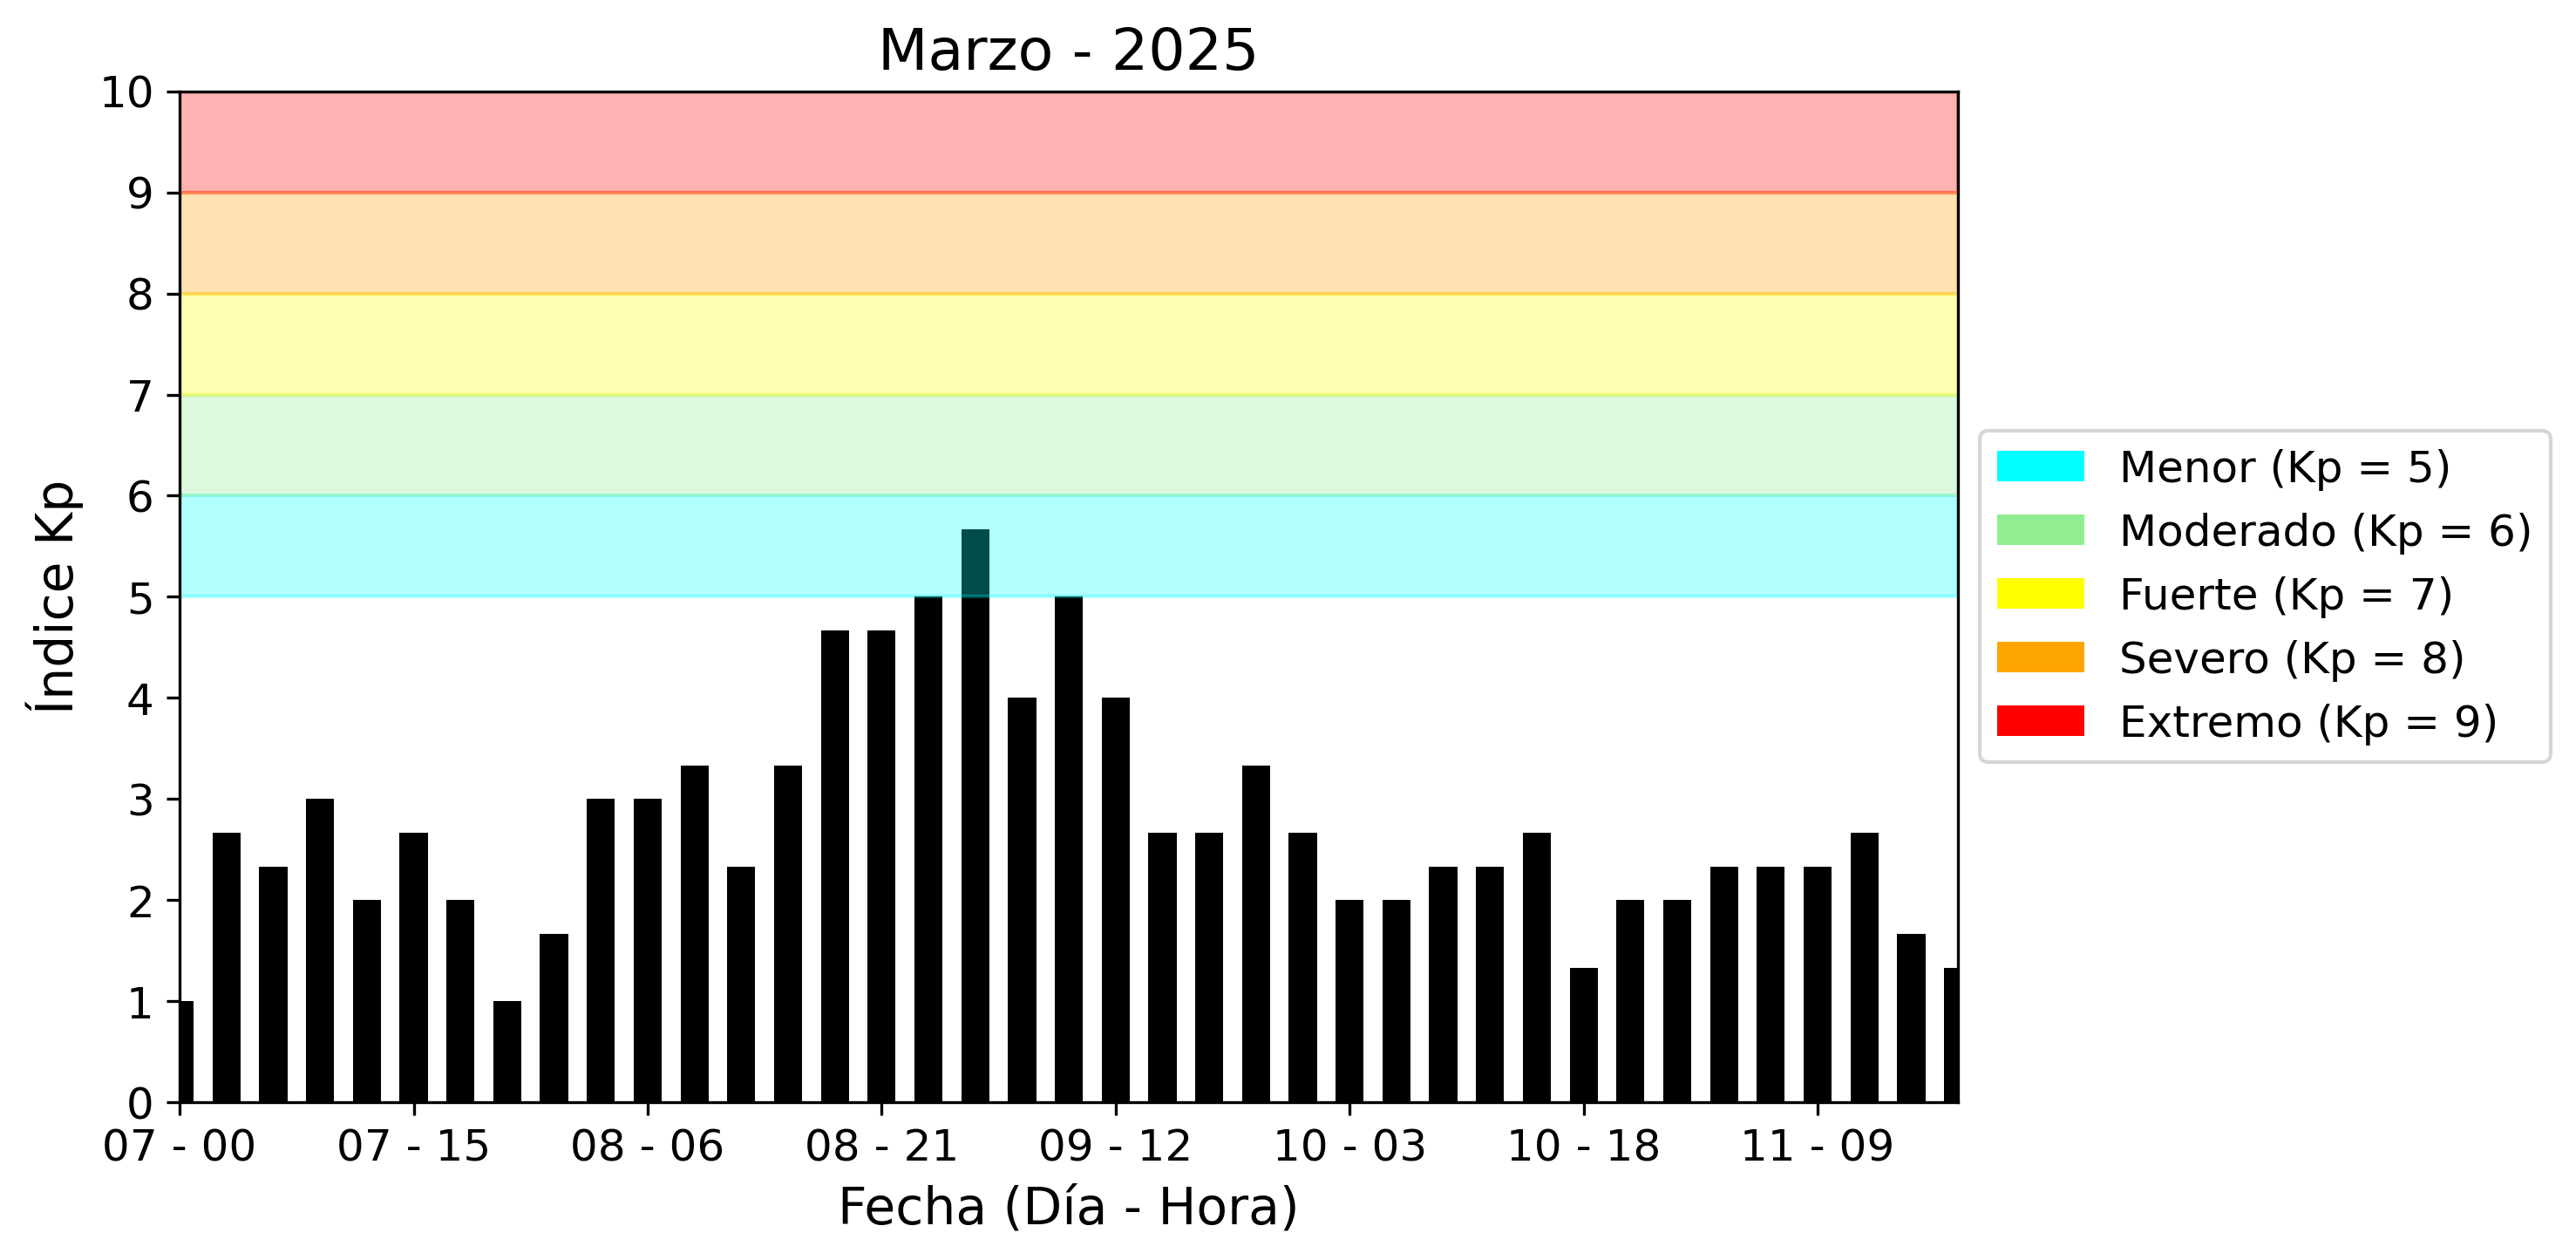 Marzo - 2025
10
9
8
7
6
5
4
3
2
1
0
Índice Kp
07 - 00
07 - 15
08 - 06
08 - 21
09 - 12
10 - 03
10 - 18
11 - 09
Fecha (Día - Hora)
Menor (Kp = 5)
Moderado (Kp = 6)
Fuerte (Kp = 7)
Severo (Kp = 8)
Extremo (Kp = 9)